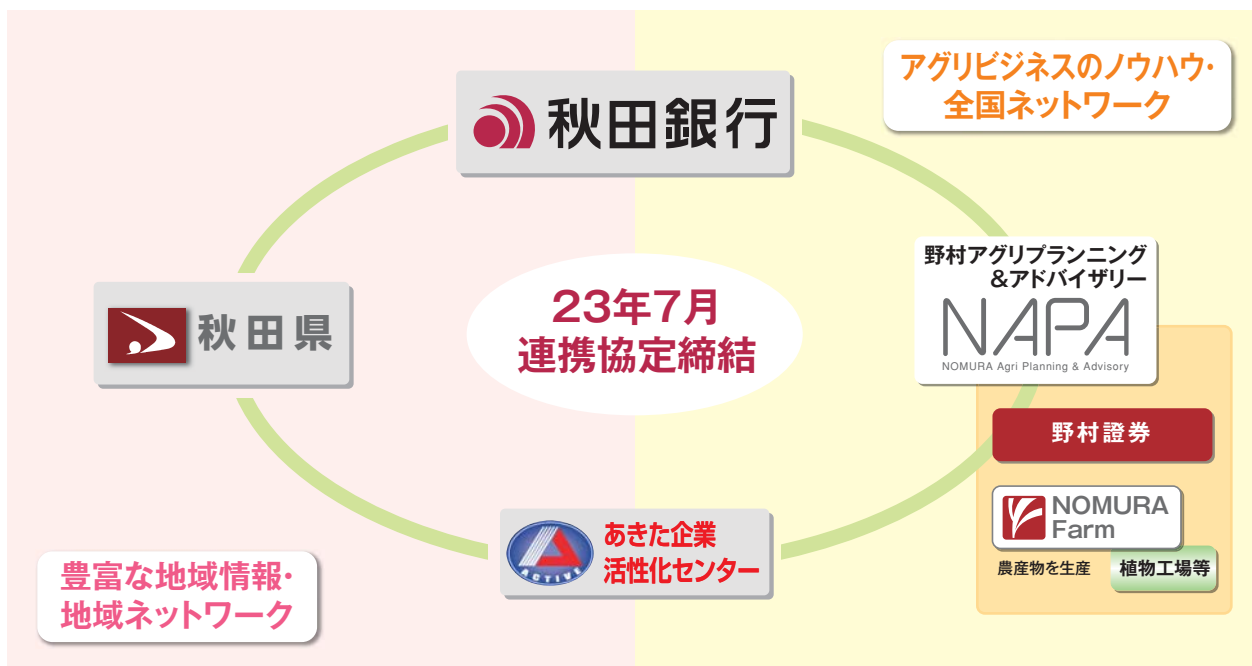 秋田銀行
アグリビジネスのノウハウ・
全国ネットワーク
野村アグリプランニング
&アドバイザリー
NAPA
NOMURA Agri Planning & Advisory
秋田県
23年7月
連携協定締結
野村證券
NOMURA
Farm
農産物を生産
植物工場等
ACTIVE
あきた企業
活性化センター
豊富な地域情報・
地域ネットワーク